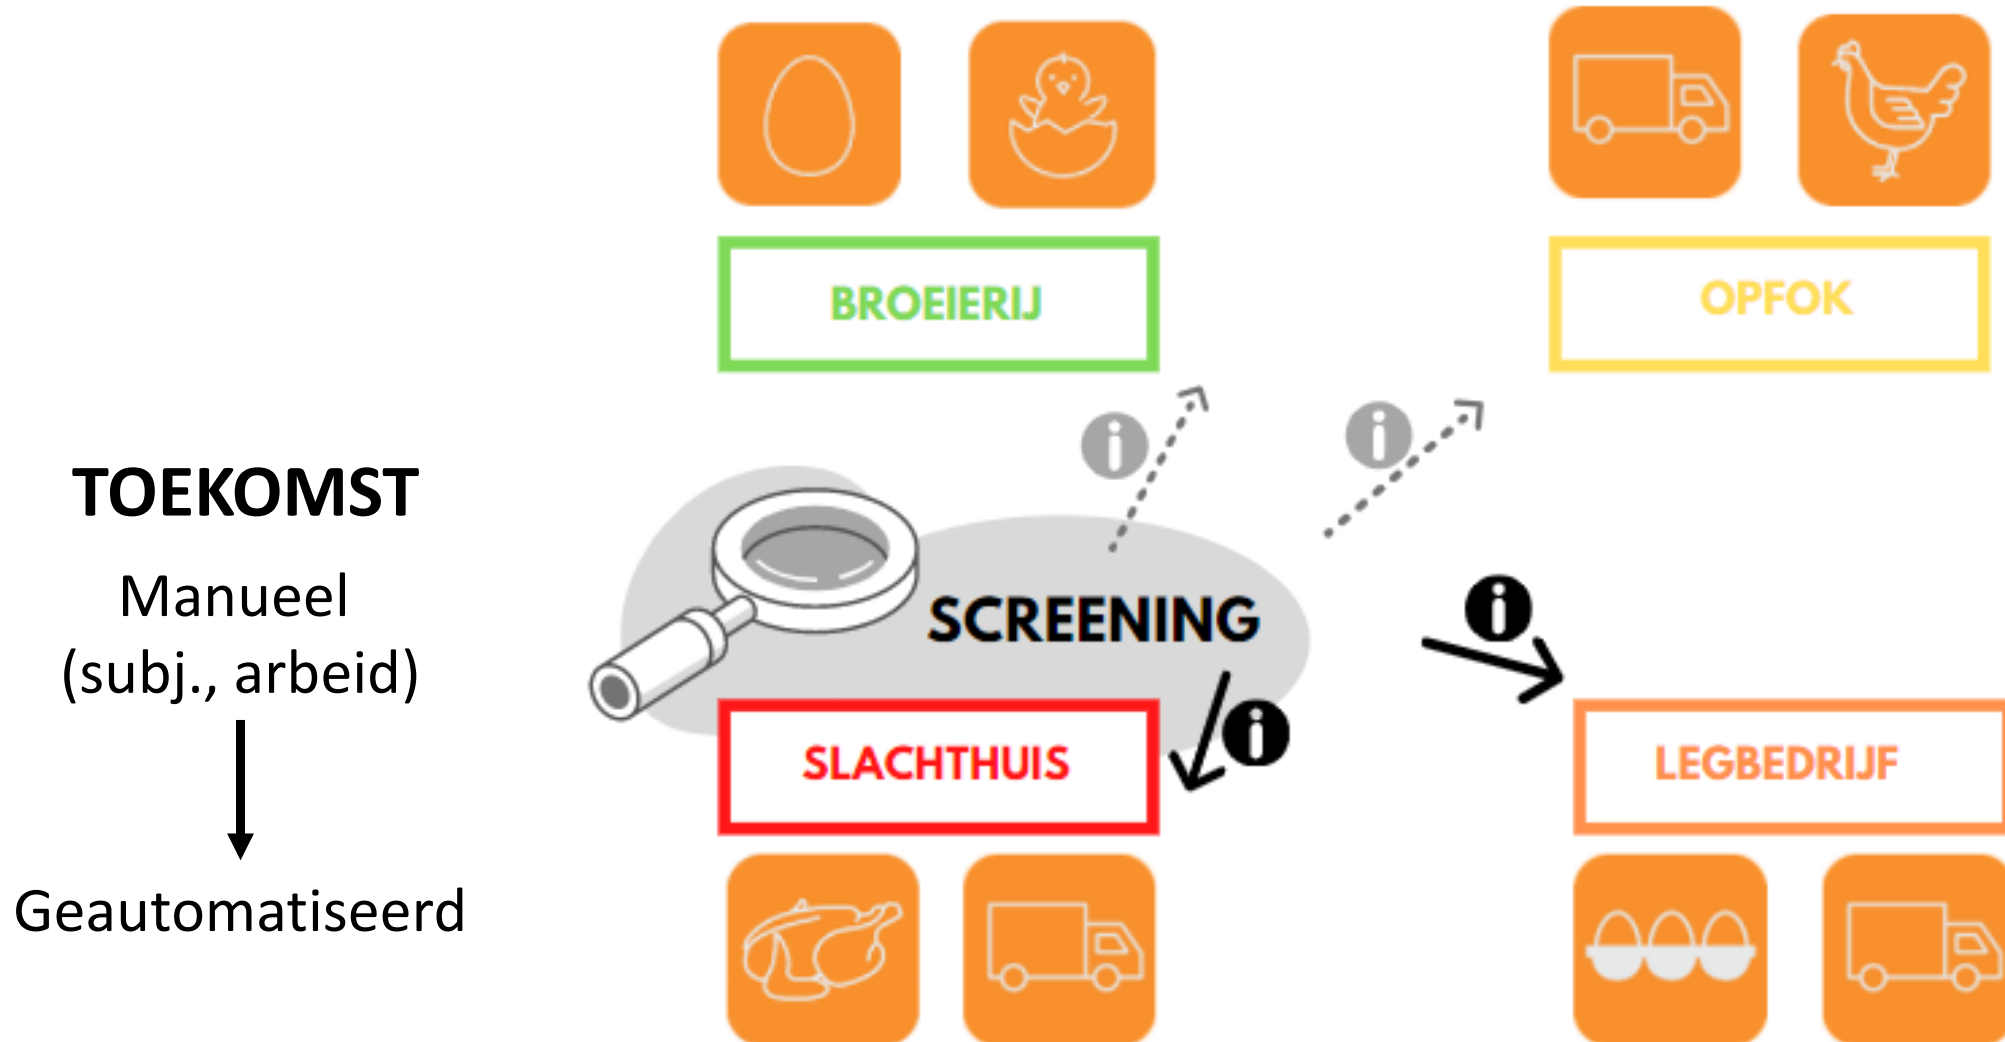 BROEIERIJ
OPFOK
TOEKOMST
Manueel
(subj., arbeid)
Geautomatiseerd
SCREENING
SLACHTHUIS
LEGBEDRIJF
i
i
i
i